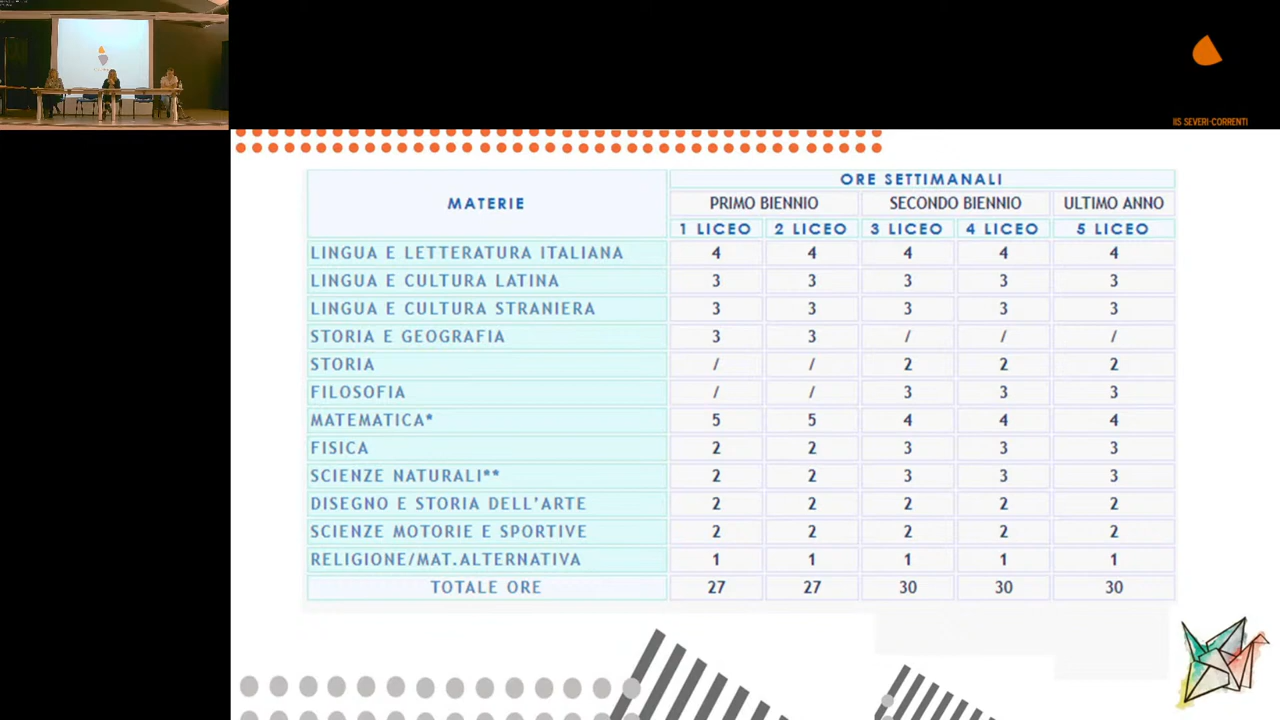 IIS SEVERI-CORRENTI
MATERIE
ORE SETTIMANALI
PRIMO BIENNIO SECONDO BIENNIO ULTIMO ANNO
1 LICEO 2 LICEO 3 LICEO 4 LICEO 5 LICEO
LINGUA E LETTERATURA ITALIANA 4 4 4 4 4
LINGUA E CULTURA LATINA 3 3 3 3 3
LINGUA E CULTURA STRANIERA 3 3 3 3 3
STORIA E GEOGRAFIA 3 3 / / /
STORIA / / 2 2 2
FILOSOFIA / / 3 3 3
MATEMATICA* 5 5 4 4 4
FISICA 2 2 3 3 3
SCIENZE NATURALI** 2 2 3 3 3
DISEGNO E STORIA DELL'ARTE 2 2 2 2 2
SCIENZE MOTORIE E SPORTIVE 2 2 2 2 2
RELIGIONE/MAT.ALTERNATIVA 1 1 1 1 1
TOTALE ORE 27 27 30 30 30